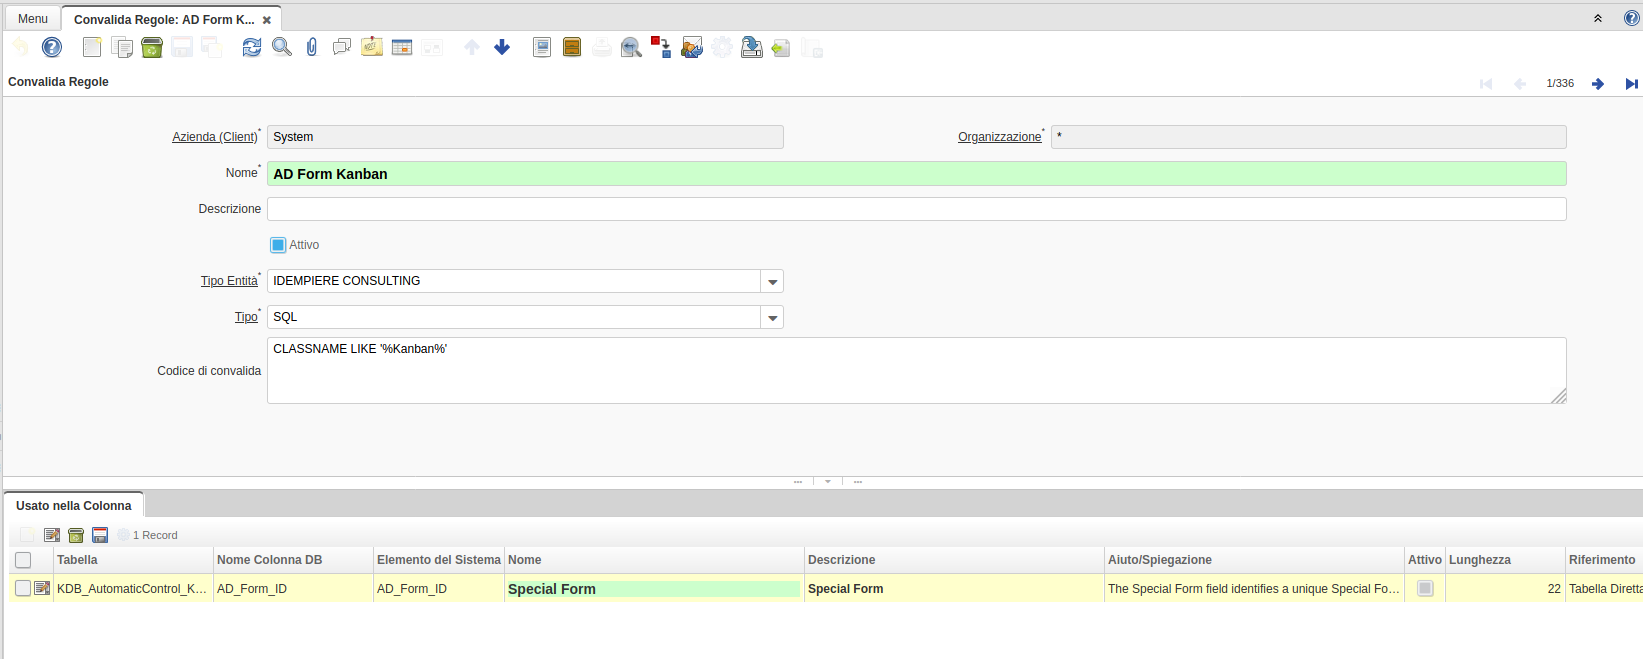 Menu
Convalida Regole: AD Form K...
Convalida Regole
1/336
Azienda (Client)* System Organizzazione* *
Nome* AD Form Kanban
Descrizione
Attivo
Tipo Entità* IDEMPIERE CONSULTING
Tipo* SQL
Codice di convalida CLASSNAME LIKE '%Kanban%'
Usato nella Colonna
1 Record
Tabella Nome Colonna DB Elemento del Sistema Nome Descrizione Aiuto/Spiegazione Attivo Lunghezza Riferimento
KDB_AutomaticControl_K... AD_Form_ID AD_Form_ID Special Form Special Form The Special Form field identifies a unique Special Fo... 22 Tabella Diretta